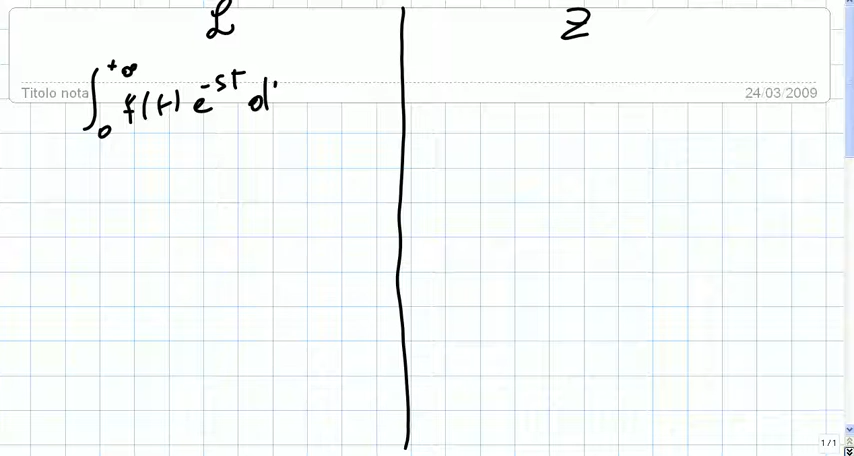 ℒ
Z
∫₀^{+∞} f(t) e^{-st} d
Titolo nota
24/03/2009
1/1